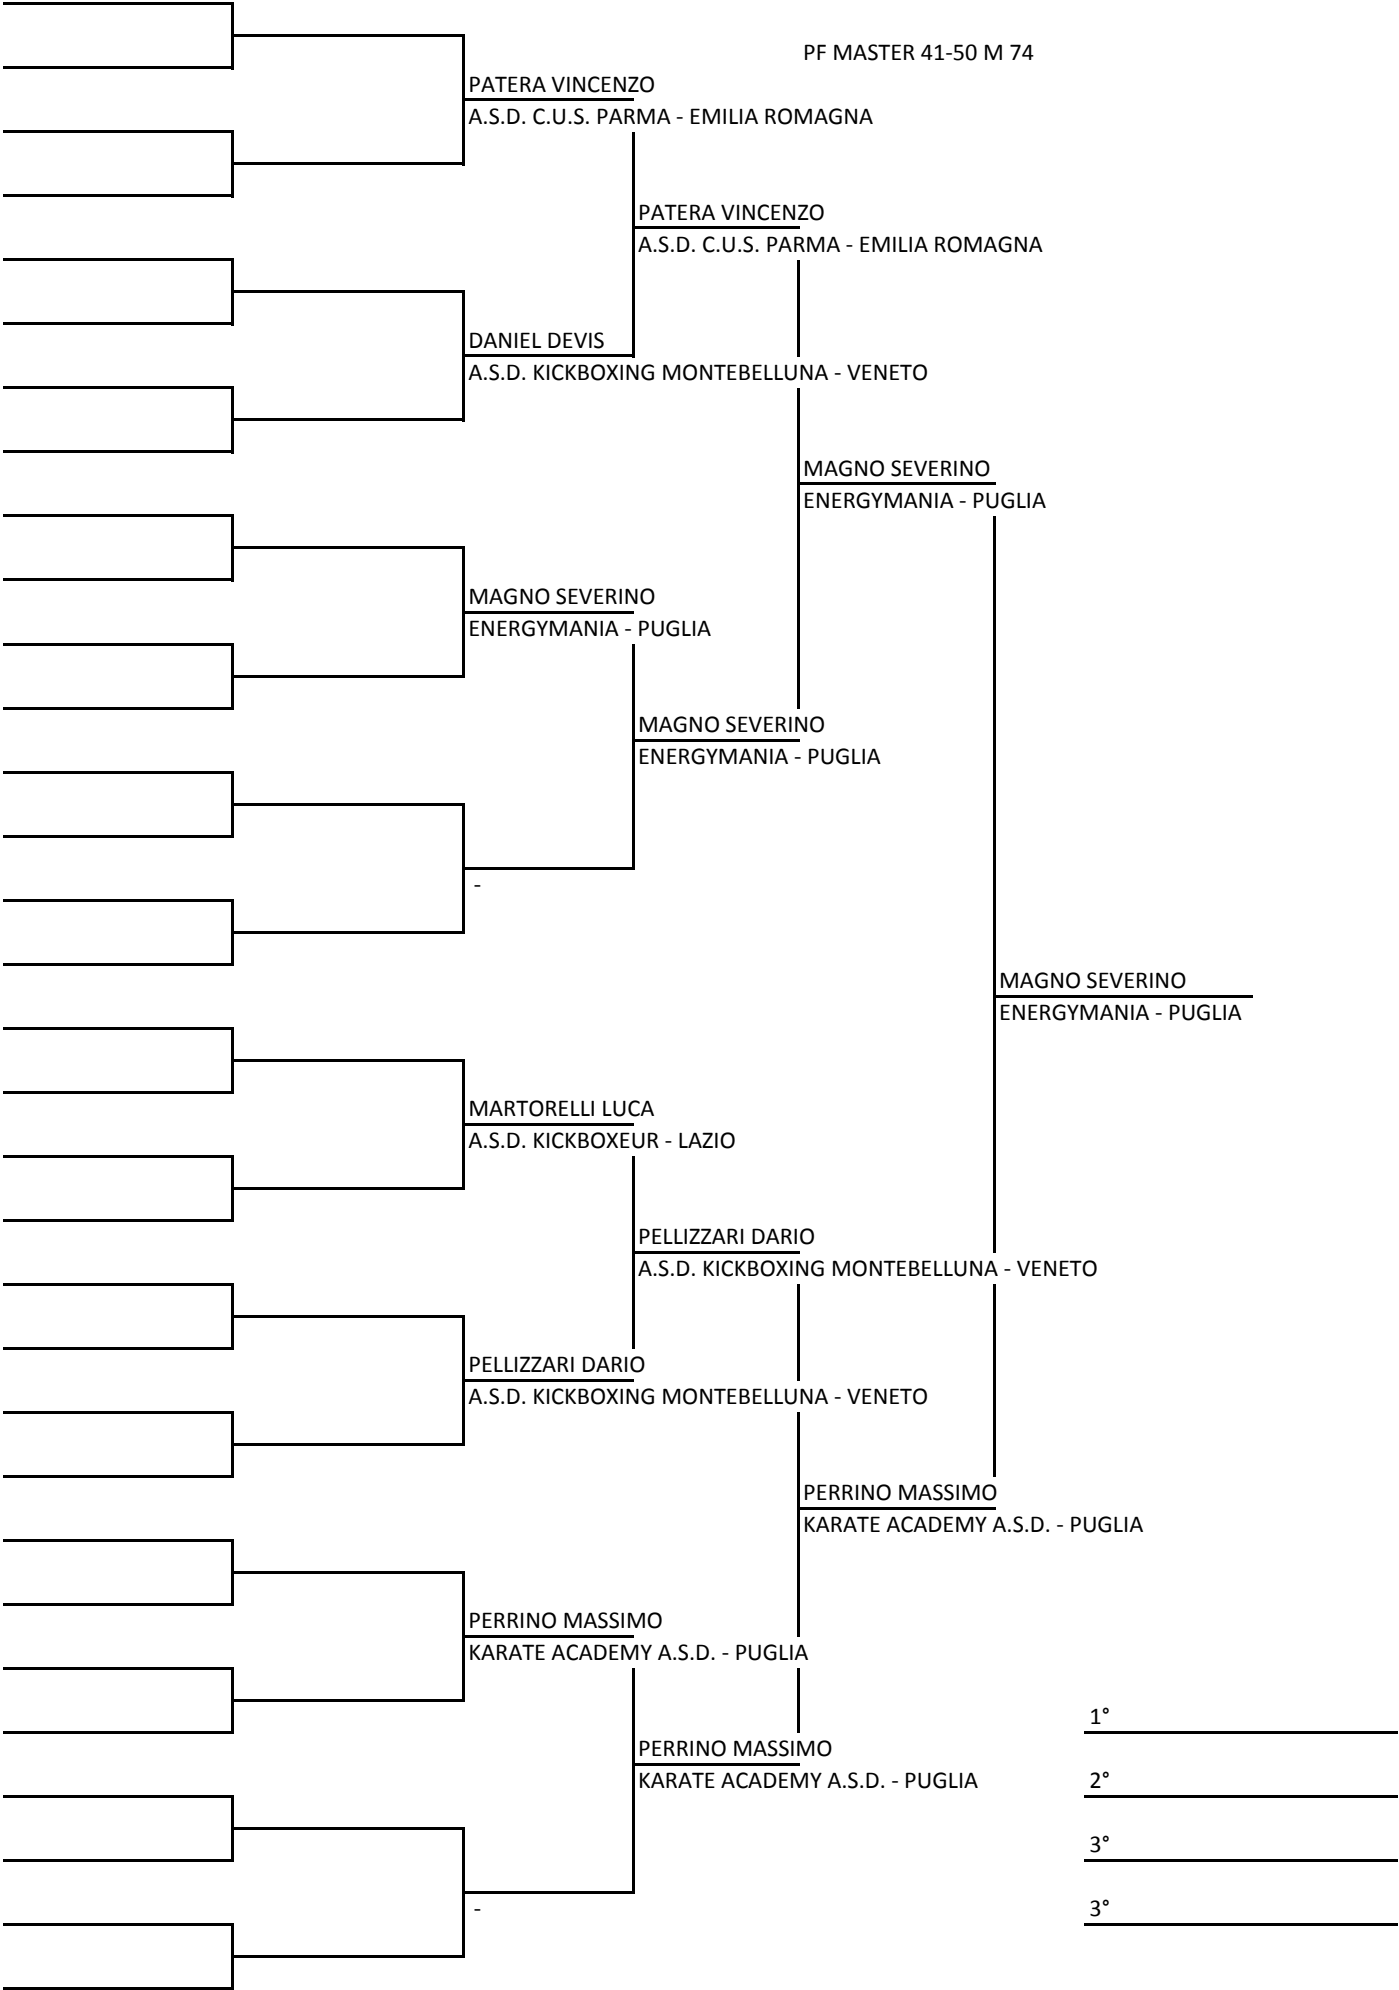 PF MASTER 41-50 M 74
PATERA VINCENZO
A.S.D. C.U.S. PARMA - EMILIA ROMAGNA
PATERA VINCENZO
A.S.D. C.U.S. PARMA - EMILIA ROMAGNA
DANIEL DEVIS
A.S.D. KICKBOXING MONTEBELLUNA - VENETO
MAGNO SEVERINO
ENERGYMANIA - PUGLIA
MAGNO SEVERINO
ENERGYMANIA - PUGLIA
MAGNO SEVERINO
ENERGYMANIA - PUGLIA
-
MAGNO SEVERINO
ENERGYMANIA - PUGLIA
MARTORELLI LUCA
A.S.D. KICKBOXEUR - LAZIO
PELLIZZARI DARIO
A.S.D. KICKBOXING MONTEBELLUNA - VENETO
PELLIZZARI DARIO
A.S.D. KICKBOXING MONTEBELLUNA - VENETO
PERRINO MASSIMO
KARATE ACADEMY A.S.D. - PUGLIA
PERRINO MASSIMO
KARATE ACADEMY A.S.D. - PUGLIA
1°
PERRINO MASSIMO
KARATE ACADEMY A.S.D. - PUGLIA
2°
3°
-
3°